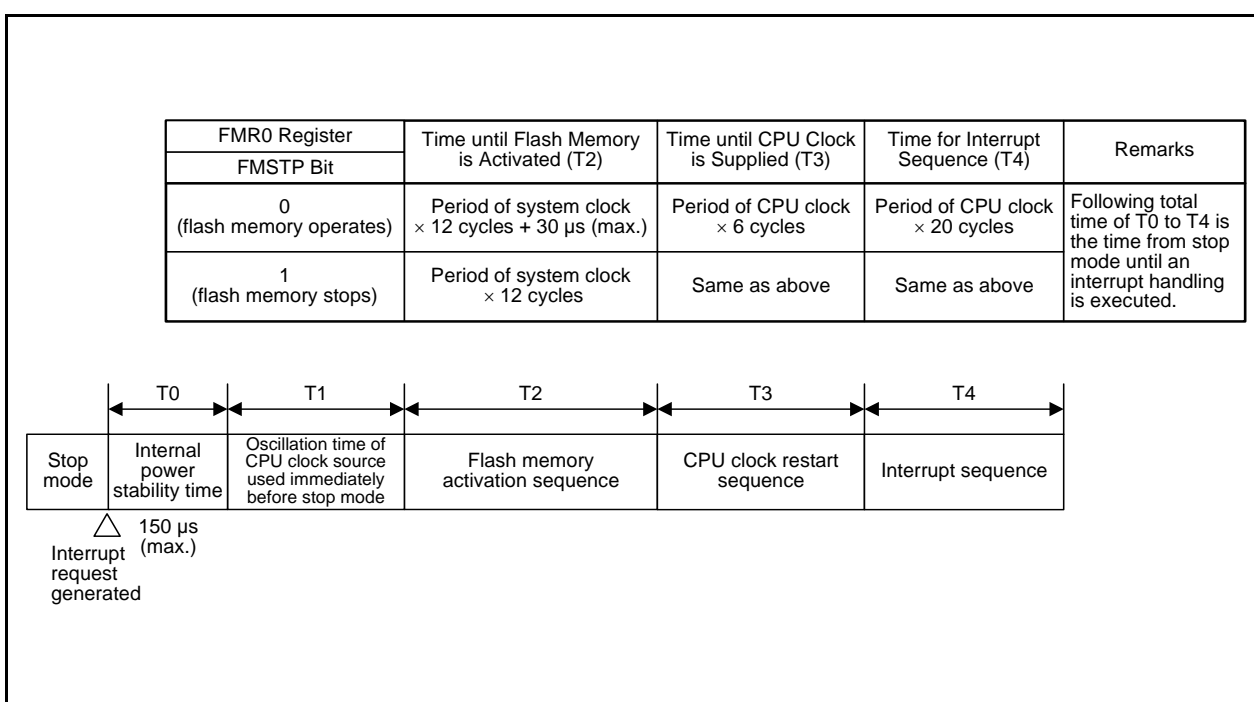 FMR0 Register
FMSTP Bit
Time until Flash Memory
is Activated (T2)
Time until CPU Clock
is Supplied (T3)
Time for Interrupt
Sequence (T4)
Remarks
0
(flash memory operates)
Period of system clock
× 12 cycles + 30 µs (max.)
Period of CPU clock
× 6 cycles
Period of CPU clock
× 20 cycles
Following total
time of T0 to T4 is
the time from stop
mode until an
interrupt handling
is executed.
1
(flash memory stops)
Period of system clock
× 12 cycles
Same as above
Same as above
T0
T1
T2
T3
T4
Stop
mode
Internal
power
stability time
Oscillation time of
CPU clock source
used immediately
before stop mode
Flash memory
activation sequence
CPU clock restart
sequence
Interrupt sequence
150 µs
(max.)
Interrupt
request
generated